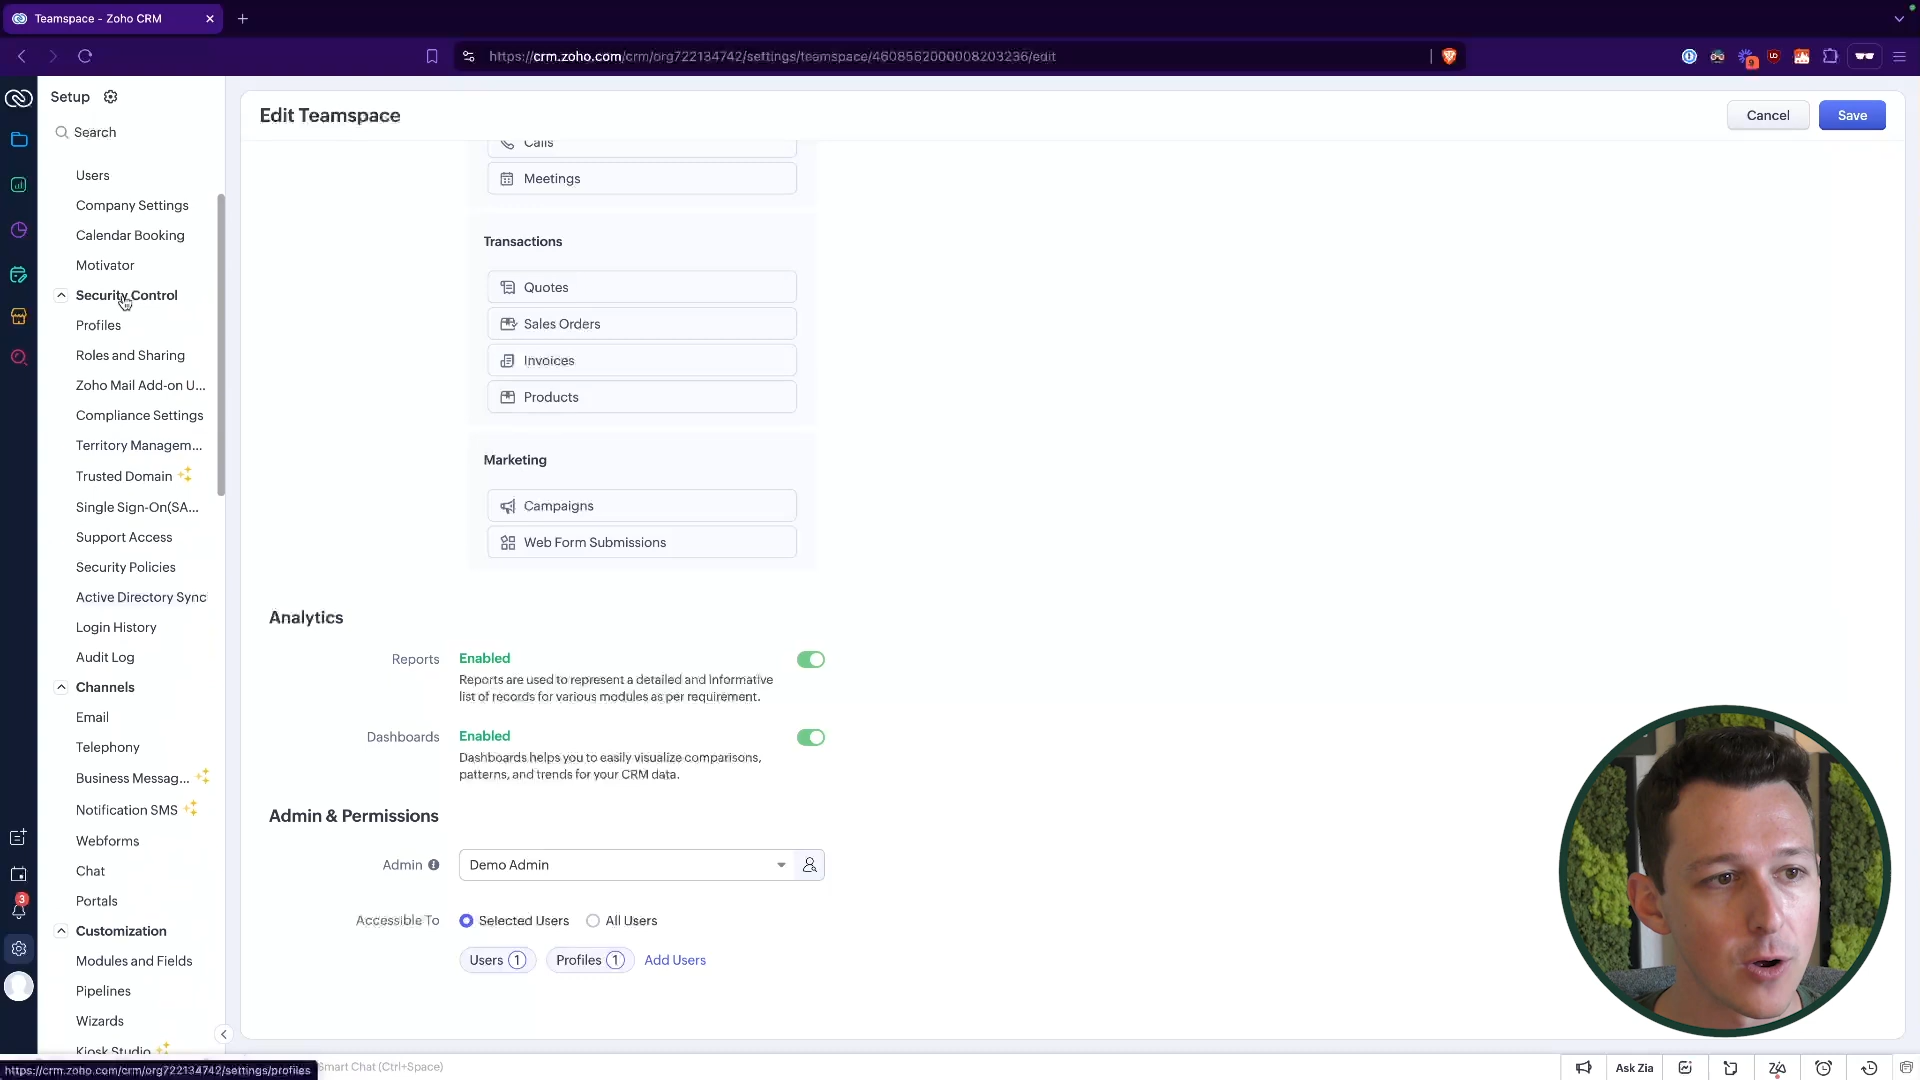 Teamspace - Zoho CRM
https://crm.zoho.com/crm/org722134742/settings/teamspace/4608562000008203236/edit
9
Setup
Search
Users
Company Settings
Calendar Booking
Motivator
Security Control
Profiles
Roles and Sharing
Zoho Mail Add-on U...
Compliance Settings
Territory Managem...
Trusted Domain
Single Sign-On(SA...
Support Access
Security Policies
Active Directory Sync
Login History
Audit Log
Channels
Email
Telephony
Business Messag...
Notification SMS
Webforms
Chat
Portals
Customization
Modules and Fields
Pipelines
Wizards
Kiosk Studio
3
Edit Teamspace
Cancel
Save
Calls
Meetings
Transactions
Quotes
Sales Orders
Invoices
Products
Marketing
Campaigns
Web Form Submissions
Analytics
Reports
Enabled
Reports are used to represent a detailed and informative
list of records for various modules as per requirement.
Dashboards
Enabled
Dashboards helps you to easily visualize comparisons,
patterns, and trends for your CRM data.
Admin & Permissions
Admin
Demo Admin
Accessible To
Selected Users
All Users
Users 1
Profiles 1
Add Users
https://crm.zoho.com/crm/org722134742/settings/profiles
Smart Chat (Ctrl+Space)
Ask Zia